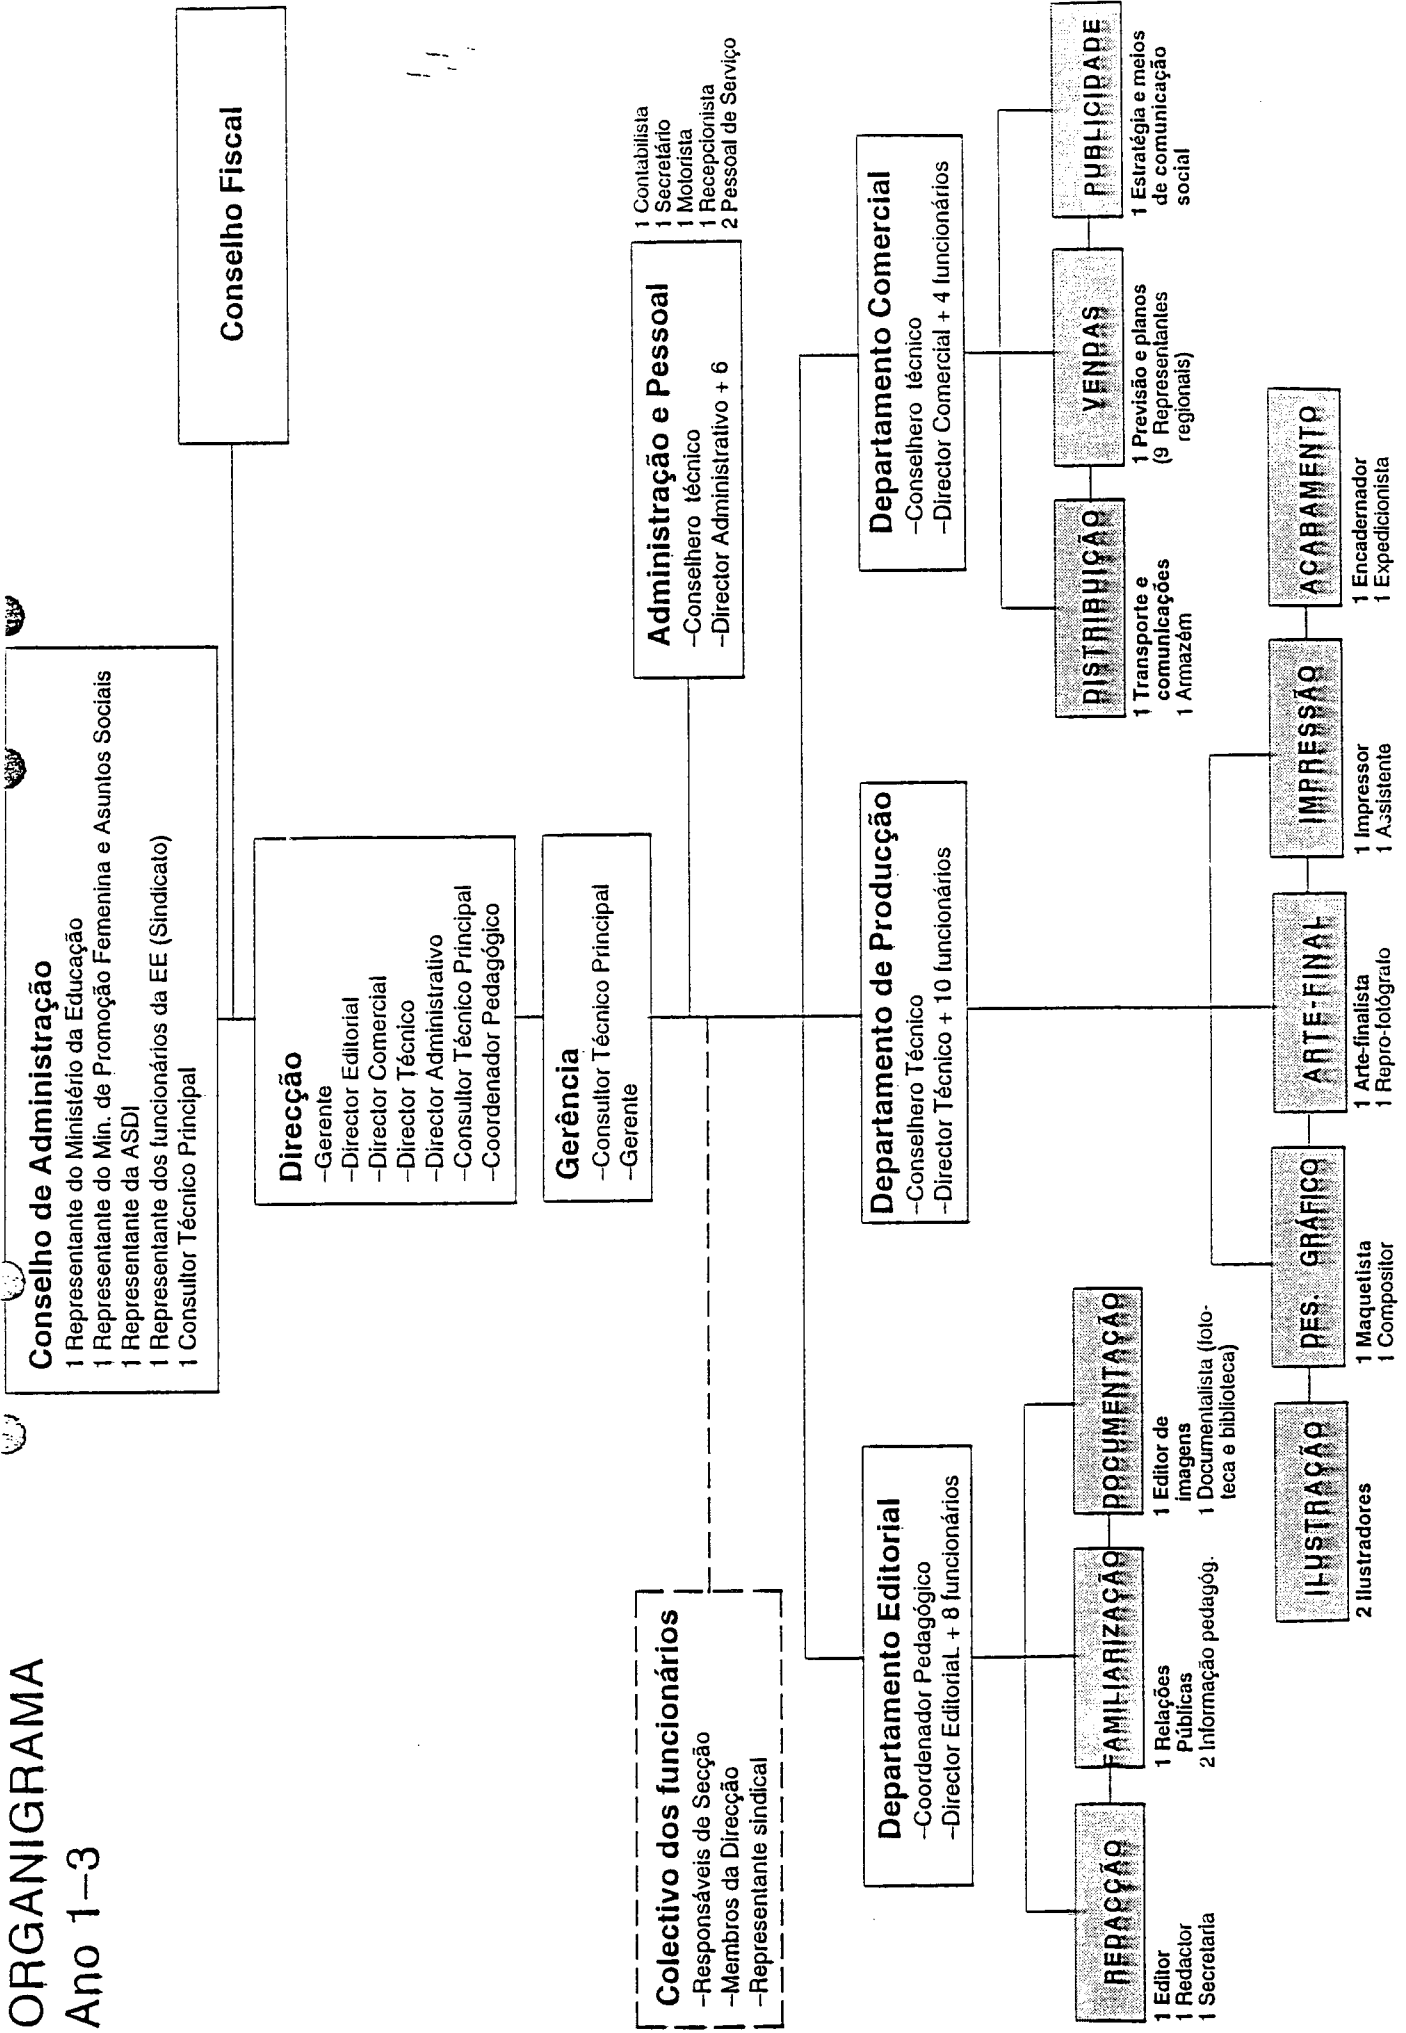 ORGANIGRAMA
Ano 1–3
Conselho de Administração
1 Representante do Ministério da Educação
1 Representante do Min. de Promoção Femenina e Asuntos Sociais
1 Representante da ASDI
1 Representante dos funcionários da EE (Sindicato)
1 Consultor Técnico Principal
Conselho Fiscal
Direcção
–Gerente
–Director Editorial
–Director Comercial
–Director Técnico
–Director Administrativo
–Consultor Técnico Principal
–Coordenador Pedagógico
Gerência
–Consultor Técnico Principal
–Gerente
Colectivo dos funcionários
–Responsáveis de Secção
–Membros da Direcção
–Representante sindical
Administração e Pessoal
–Conselhero técnico
–Director Administrativo + 6
1 Contabilista
1 Secretário
1 Motorista
1 Recepcionista
2 Pessoal de Serviço
Departamento Editorial
–Coordenador Pedagógico
–Director Editorial + 8 funcionários
REDACÇÃO
1 Editor
1 Redactor
1 Secretaria
FAMILIARIZAÇÃO
1 Relações
Públicas
2 Informação pedagóg.
DOCUMENTAÇÃO
1 Editor de
imagens
1 Documentalista (foto-
teca e biblioteca)
Departamento de Producção
–Conselhero Técnico
–Director Técnico + 10 funcionários
ILUSTRAÇÃO
2 Ilustradores
DES. GRÁFICO
1 Maquetista
1 Compositor
ARTE-FINAL
1 Arte-finalista
1 Repro-fotógrafo
IMPRESSÃO
1 Impressor
1 Assistente
ACABAMENTO
1 Encadernador
1 Expedicionista
Departamento Comercial
–Conselhero técnico
–Director Comercial + 4 funcionários
DISTRIBUIÇÃO
1 Transporte e
comunicações
1 Armazém
VENDAS
1 Previsão e planos
(9 Representantes
regionais)
PUBLICIDADE
1 Estratégia e meios
de comunicação
social